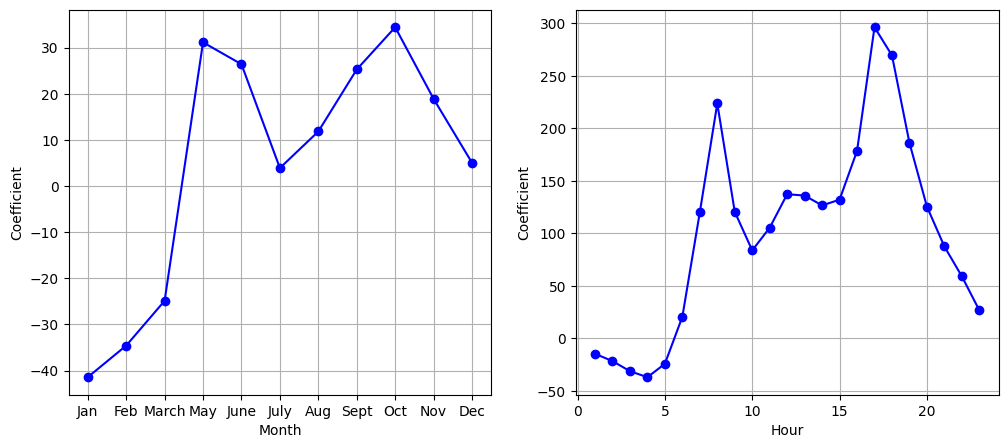 30
20
10
0
−10
−20
−30
−40
Coefficient
Jan Feb March May June July Aug Sept Oct Nov Dec
Month
300
250
200
150
100
50
0
−50
Coefficient
0 5 10 15 20
Hour